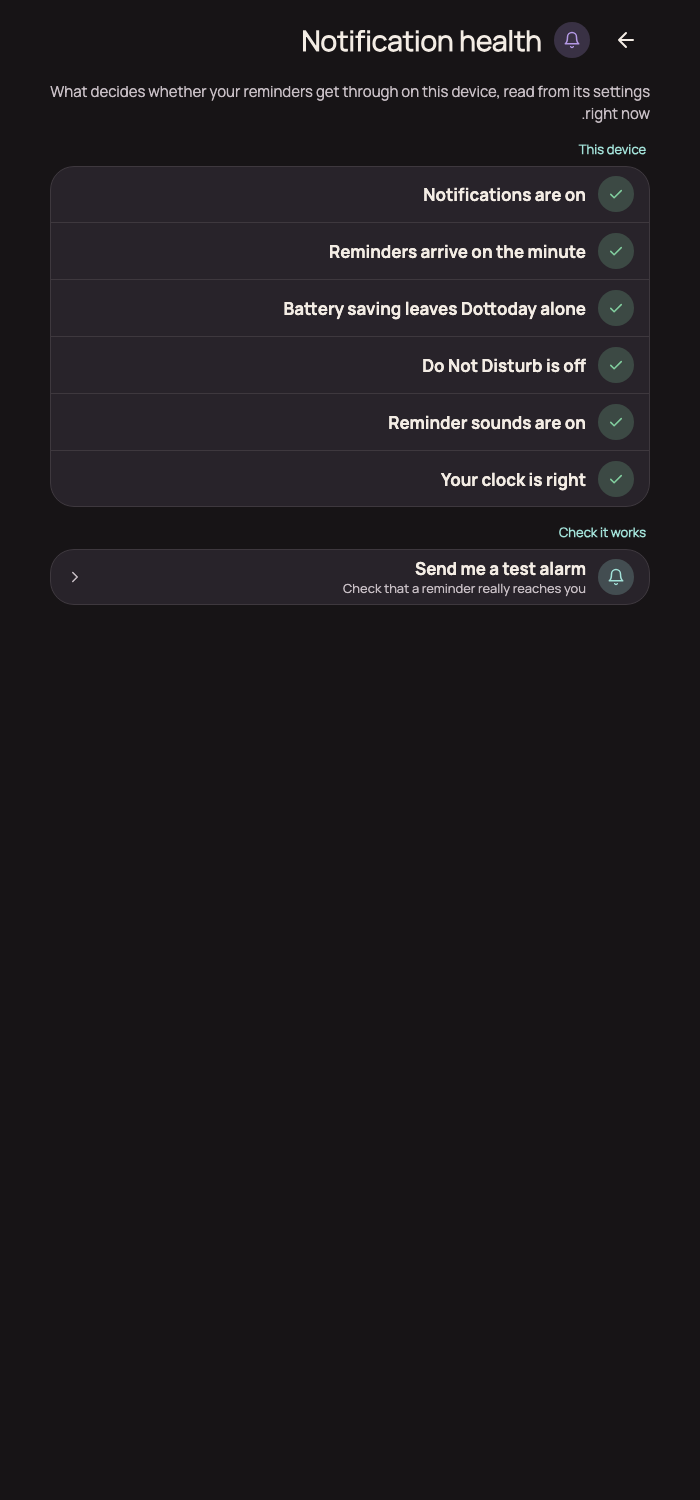 Notification health
What decides whether your reminders get through on this device, read from its settings
.right now
This device
Notifications are on
Reminders arrive on the minute
Battery saving leaves Dottoday alone
Do Not Disturb is off
Reminder sounds are on
Your clock is right
Check it works
Send me a test alarm
Check that a reminder really reaches you